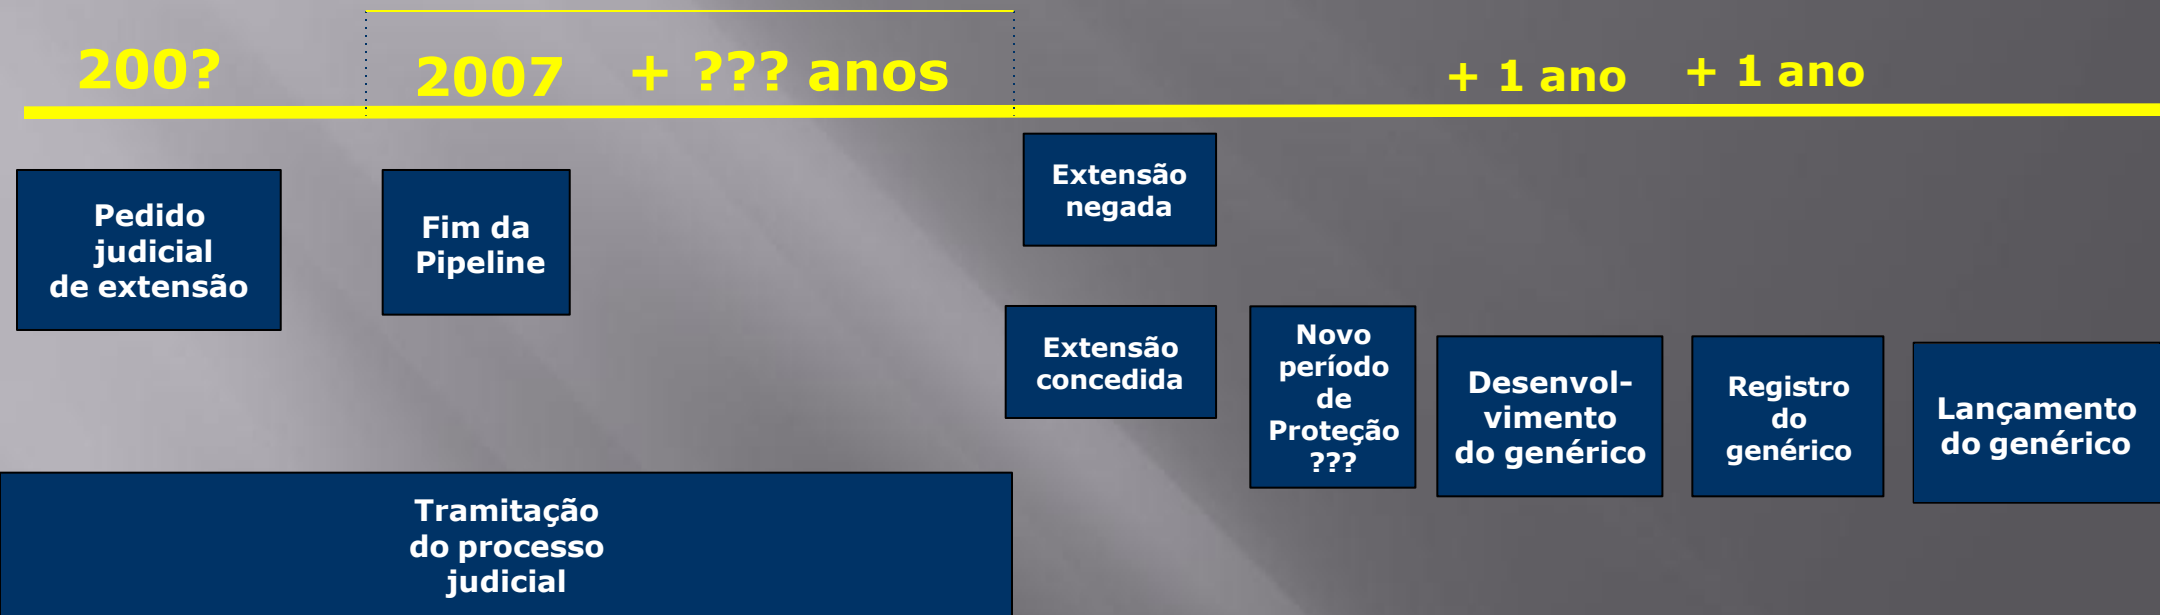 200?
2007
+ ??? anos
+ 1 ano
+ 1 ano
Pedido
judicial
de extensão
Fim da
Pipeline
Extensão
negada
Extensão
concedida
Novo
período
de
Proteção
???
Desenvol-
vimento
do genérico
Registro
do
genérico
Lançamento
do genérico
Tramitação
do processo
judicial